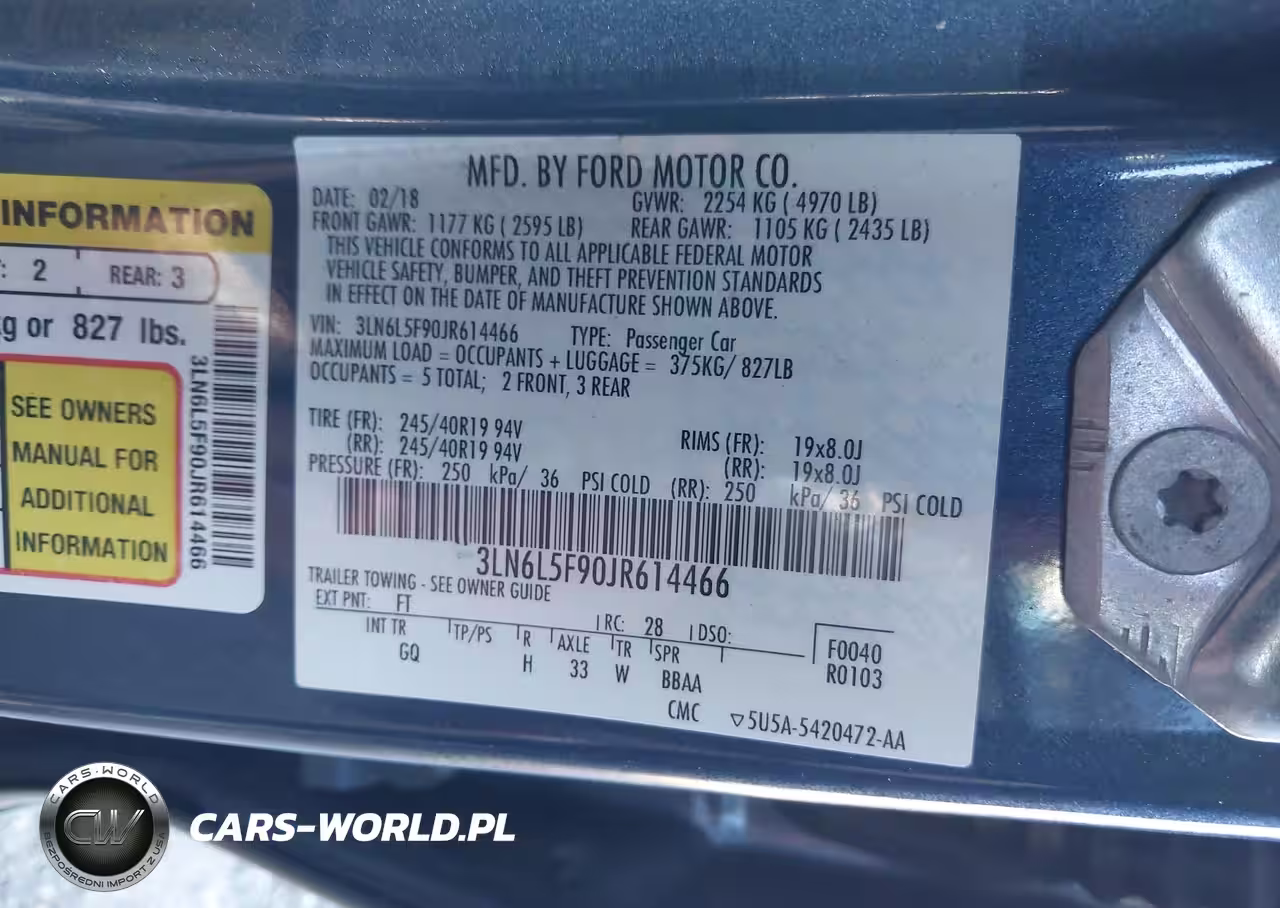 INFORMATION
: 2 REAR: 3
g or 827 lbs.
SEE OWNERS
MANUAL FOR
ADDITIONAL
INFORMATION
3LN6L5F90JR614466
MFD. BY FORD MOTOR CO.
DATE: 02/18 GVWR: 2254 KG ( 4970 LB)
FRONT GAWR: 1177 KG ( 2595 LB) REAR GAWR: 1105 KG ( 2435 LB)
THIS VEHICLE CONFORMS TO ALL APPLICABLE FEDERAL MOTOR
VEHICLE SAFETY, BUMPER, AND THEFT PREVENTION STANDARDS
IN EFFECT ON THE DATE OF MANUFACTURE SHOWN ABOVE.
VIN: 3LN6L5F90JR614466 TYPE: Passenger Car
MAXIMUM LOAD = OCCUPANTS + LUGGAGE = 375KG/ 827LB
OCCUPANTS = 5 TOTAL; 2 FRONT, 3 REAR
TIRE (FR): 245/40R19 94V RIMS (FR): 19x8.0J
(RR): 245/40R19 94V (RR): 19x8.0J
PRESSURE (FR): 250 kPa/ 36 PSI COLD (RR): 250 kPa/ 36 PSI COLD
3LN6L5F90JR614466
TRAILER TOWING - SEE OWNER GUIDE
EXT PNT: FT RC: 28 DSO:
INT TR TP/PS R AXLE TR SPR F0040
GQ H 33 W BBAA R0103
CMC ▽5U5A-5420472-AA
CARS-WORLD
CW
BEZPOŚREDNI IMPORT Z USA
CARS-WORLD.PL